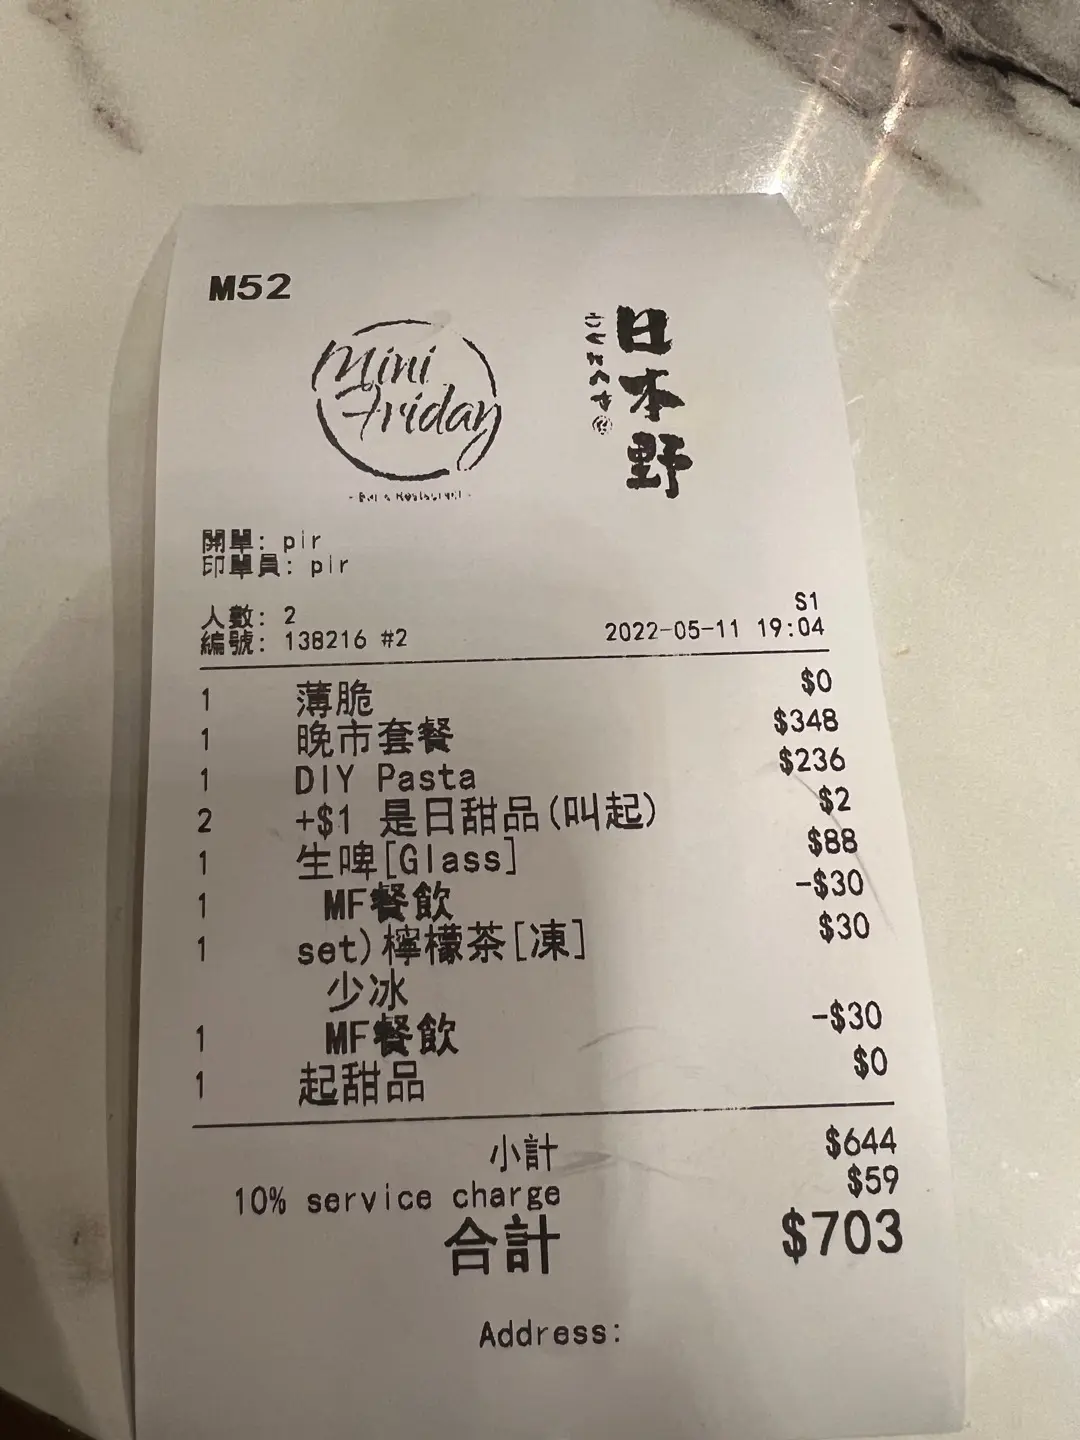 M52
Mini
Friday
- Bar & Restaurant -
日本野
開單: pir
印單員: pir
S1
人數: 2
編號: 138216 #2 2022-05-11 19:04
1 薄脆 $0
1 晚市套餐 $348
1 DIY Pasta $236
2 +$1 是日甜品(叫起) $2
1 生啤[Glass] $88
1 MF餐飲 -$30
1 set)檸檬茶[凍] $30
少冰
1 MF餐飲 -$30
1 起甜品 $0
小計 $644
10% service charge $59
合計 $703
Address: